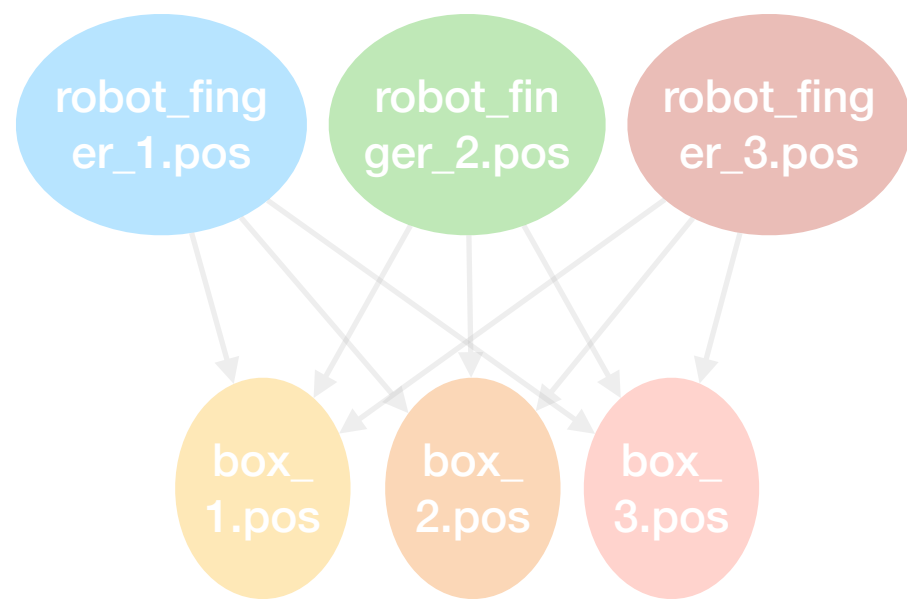 robot_fing
er_1.pos
robot_fin
ger_2.pos
robot_fing
er_3.pos
box_
1.pos
box_
2.pos
box_
3.pos